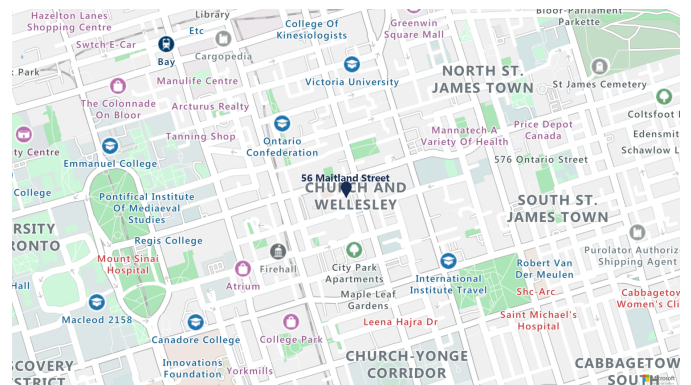 Hazelton Lanes
Shopping Centre
Library
Etc
College Of
Kinesiologists
Greenwin
Square Mall
Bloor-Parliament
Parkette
Swtch E-Car
Cargopedia
Bay
Park
Manulife Centre
Victoria University
NORTH ST.
JAMES TOWN
St James Cemetery
The Colonnade
On Bloor
Arcturus Realty
Coltsfoot
Tanning Shop
Mannatech A
Variety Of Health
Price Depot
Canada
Edensmit
ty Centre
Ontario
Confederation
Schawlow L
Emmanuel College
576 Ontario Street
56 Maitland Street
College
Pontifical Institute
Of Mediaeval
Studies
CHURCH AND
WELLESLEY
SOUTH ST.
JAMES TOWN
RSITY
RONTO
Regis College
Purolator Authoriz
Shipping Agent
Mount Sinai
Hospital
Firehall
City Park
Apartments
International
Institute Travel
Robert Van
Der Meulen
Hall
Atrium
Maple Leaf
Gardens
Shc-Arc
Cabbagetow
Women's Cli
Macleod 2158
Leena Hajra Dr
Saint Michael's
Hospital
Canadore College
College Park
Innovations
Foundation
Yorkmills
CHURCH-YONGE
CORRIDOR
SCOVERY
STRICT
CABBAGETOW
SOUTH
Microsoft